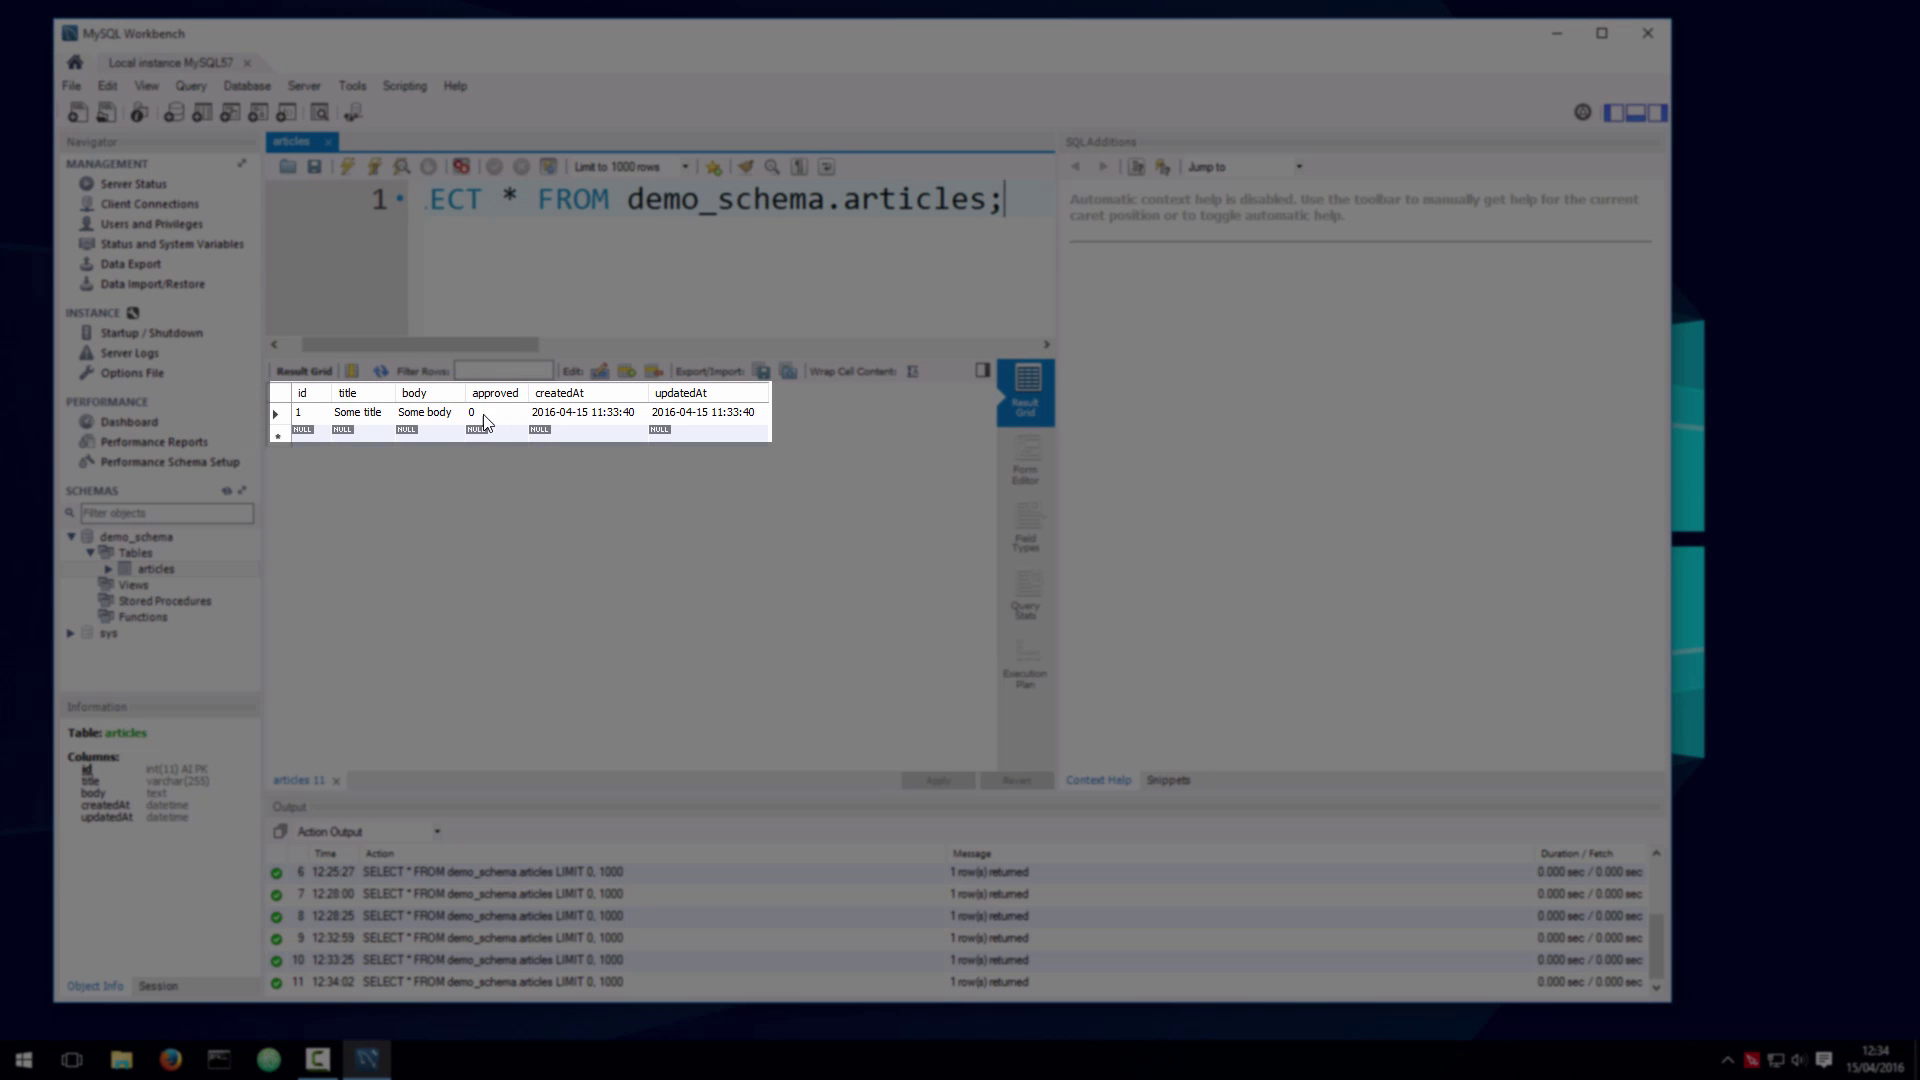 MySQL Workbench
Local instance MySQL57
File Edit View Query Database Server Tools Scripting Help
Navigator
MANAGEMENT
Server Status
Client Connections
Users and Privileges
Status and System Variables
Data Export
Data Import/Restore
INSTANCE
Startup / Shutdown
Server Logs
Options File
PERFORMANCE
Dashboard
Performance Reports
Performance Schema Setup
SCHEMAS
Filter objects
demo_schema
Tables
articles
Views
Stored Procedures
Functions
sys
Information
Table: articles
Columns:
id int(11) AI PK
title varchar(255)
body text
createdAt datetime
updatedAt datetime
Object Info Session
articles
Limit to 1000 rows
1 ECT * FROM demo_schema.articles;
Result Grid Filter Rows: Edit: Export/Import: Wrap Cell Content:
id title body approved createdAt updatedAt
1 Some title Some body 0 2016-04-15 11:33:40 2016-04-15 11:33:40
NULL NULL NULL NULL NULL NULL
Result
Grid
Form
Editor
Field
Types
Query
Stats
Execution
Plan
articles 11
Apply Revert
SQLAdditions
Jump to
Automatic context help is disabled. Use the toolbar to manually get help for the current
caret position or to toggle automatic help.
Context Help Snippets
Output
Action Output
Time Action Message Duration / Fetch
6 12:25:27 SELECT * FROM demo_schema.articles LIMIT 0, 1000 1 row(s) returned 0.000 sec / 0.000 sec
7 12:28:00 SELECT * FROM demo_schema.articles LIMIT 0, 1000 1 row(s) returned 0.000 sec / 0.000 sec
8 12:28:25 SELECT * FROM demo_schema.articles LIMIT 0, 1000 1 row(s) returned 0.000 sec / 0.000 sec
9 12:32:59 SELECT * FROM demo_schema.articles LIMIT 0, 1000 1 row(s) returned 0.000 sec / 0.000 sec
10 12:33:25 SELECT * FROM demo_schema.articles LIMIT 0, 1000 1 row(s) returned 0.000 sec / 0.000 sec
11 12:34:02 SELECT * FROM demo_schema.articles LIMIT 0, 1000 1 row(s) returned 0.000 sec / 0.000 sec
12:34
15/04/2016